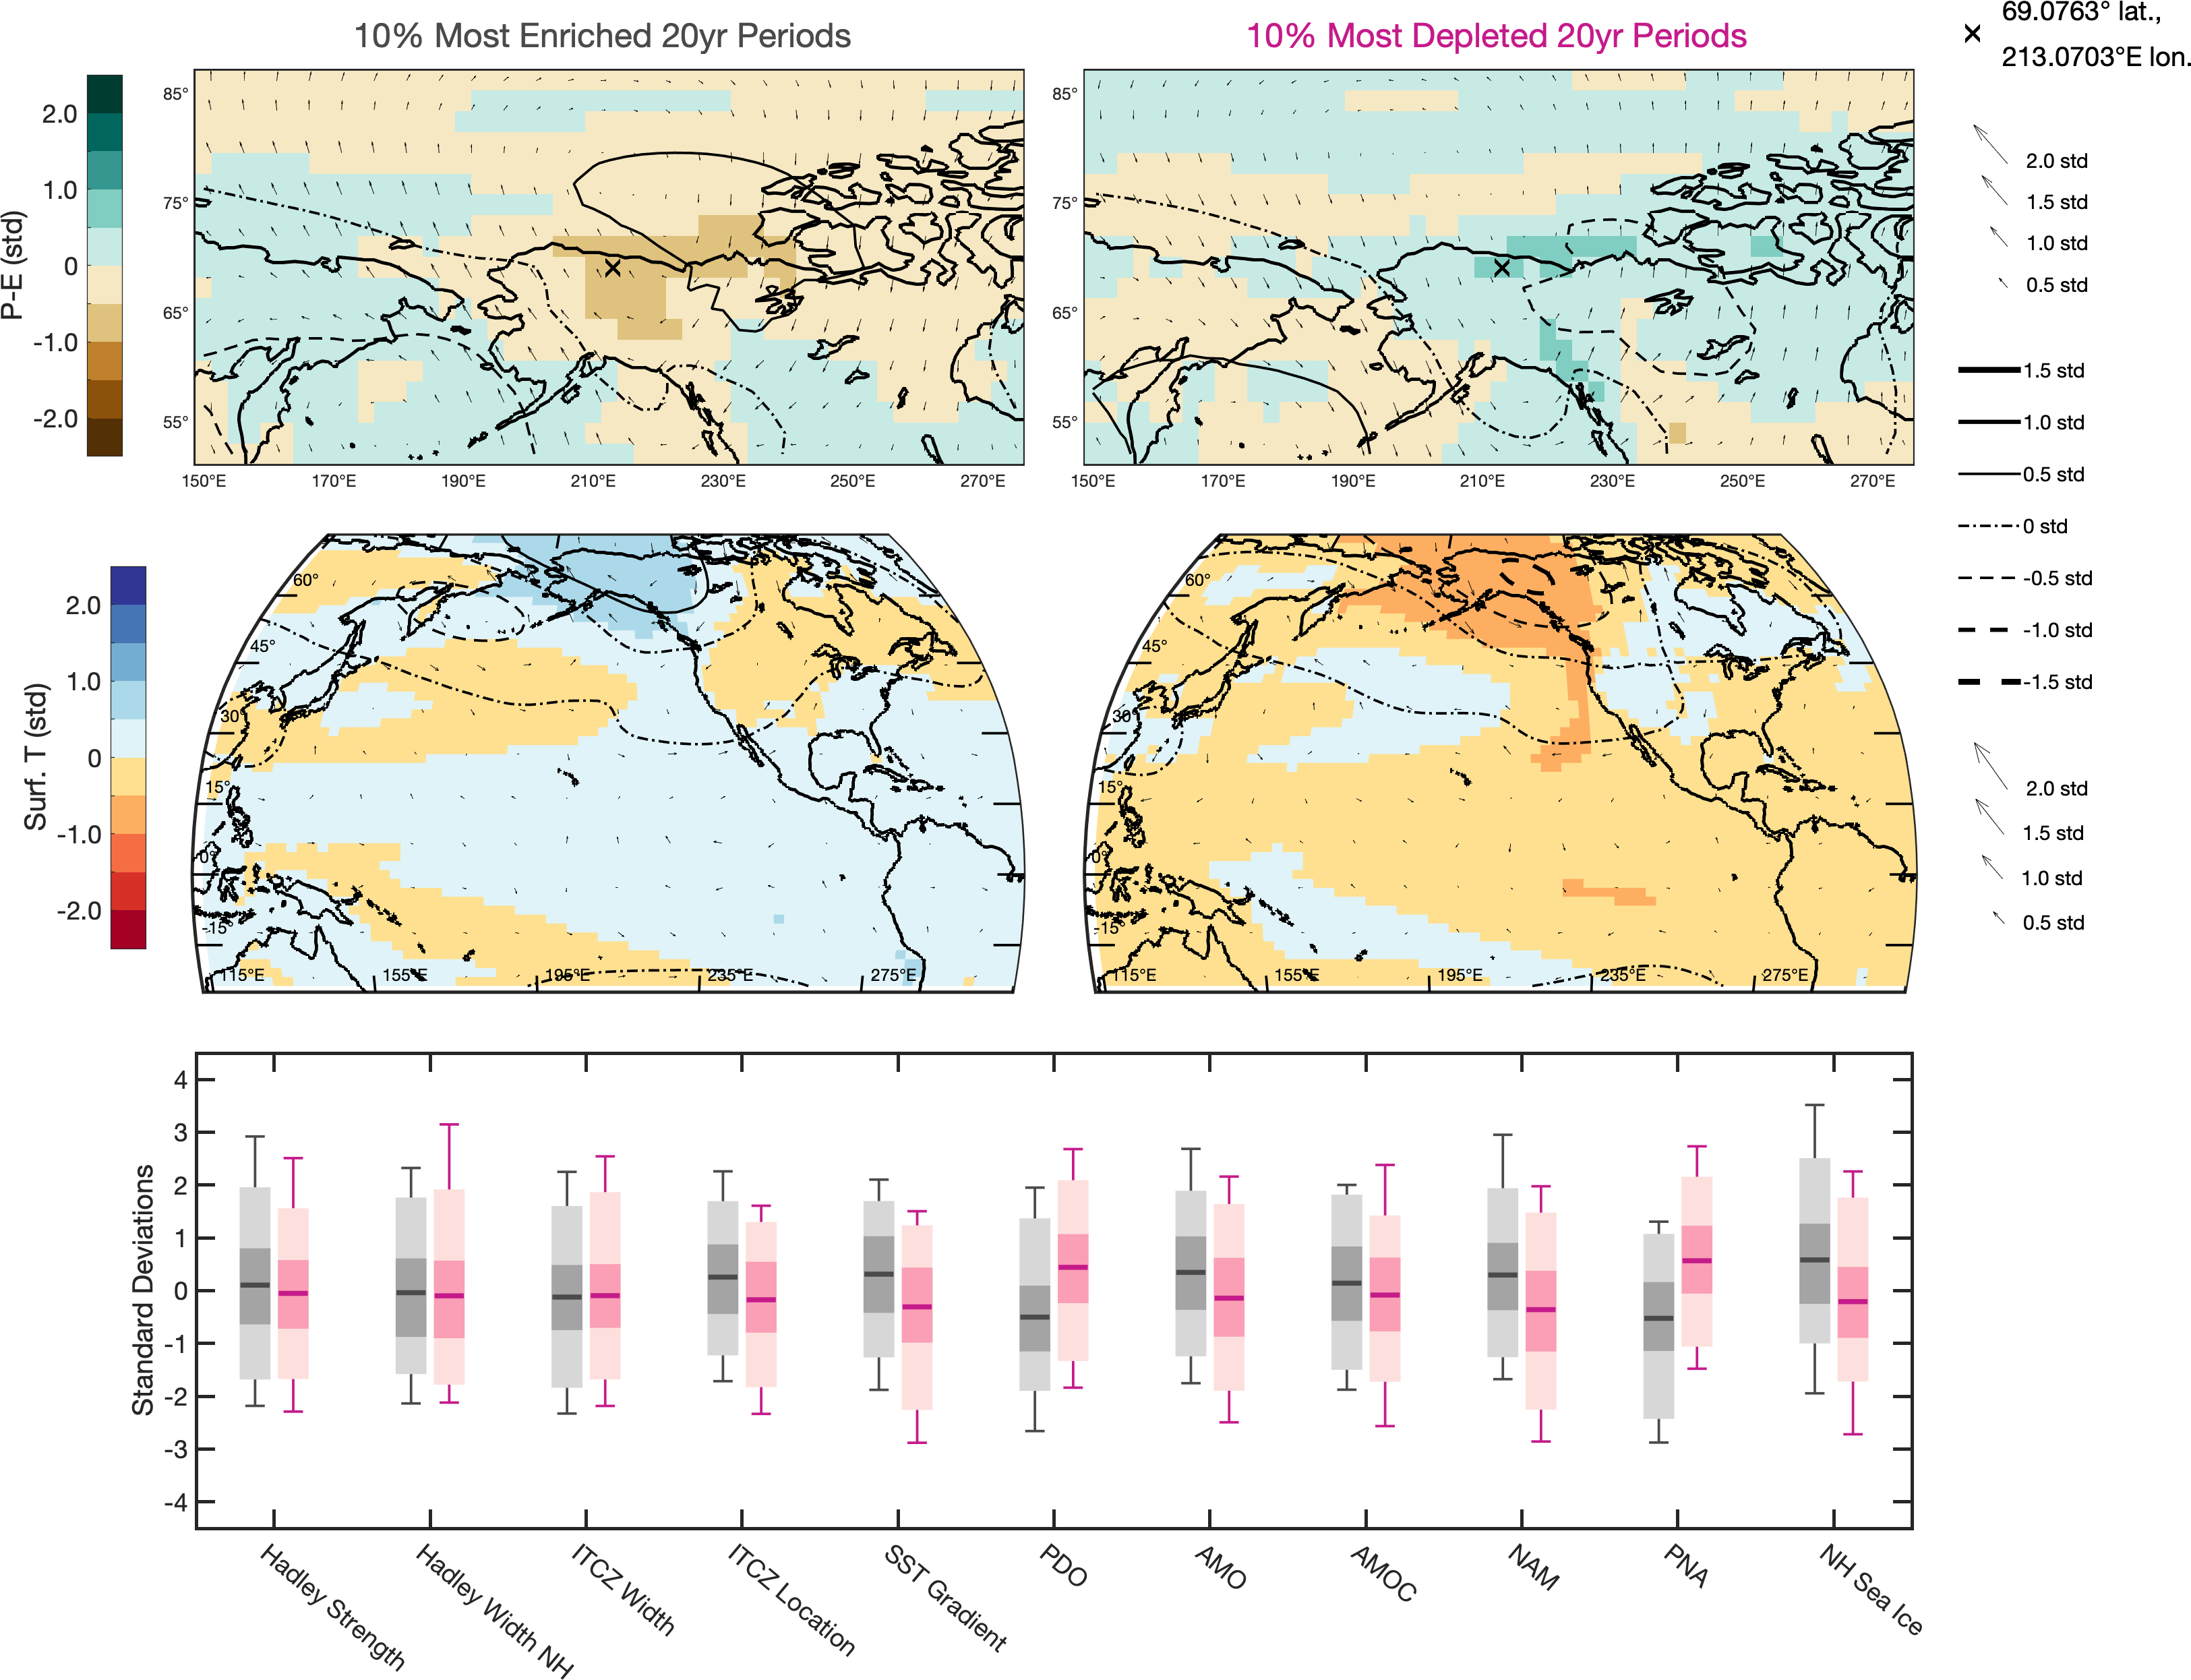 10% Most Enriched 20yr Periods
10% Most Depleted 20yr Periods
69.0763° lat.,
213.0703°E lon.
P-E (std)
2.0
1.0
0
-1.0
-2.0
85°
75°
65°
55°
150°E 170°E 190°E 210°E 230°E 250°E 270°E
85°
75°
65°
55°
150°E 170°E 190°E 210°E 230°E 250°E 270°E
2.0 std
1.5 std
1.0 std
0.5 std
1.5 std
1.0 std
0.5 std
0 std
-0.5 std
-1.0 std
-1.5 std
2.0 std
1.5 std
1.0 std
0.5 std
Surf. T (std)
2.0
1.0
0
-1.0
-2.0
60°
45°
30°
15°
0°
-15°
115°E 155°E 195°E 235°E 275°E
60°
45°
30°
15°
0°
-15°
115°E 155°E 195°E 235°E 275°E
Standard Deviations
4
3
2
1
0
-1
-2
-3
-4
Hadley Strength
Hadley Width NH
ITCZ Width
ITCZ Location
SST Gradient
PDO
AMO
AMOC
NAM
PNA
NH Sea Ice